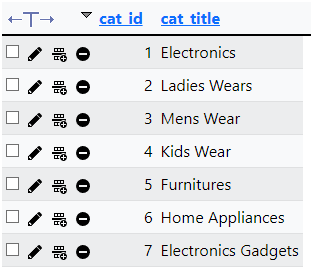 cat_id cat_title
1 Electronics
2 Ladies Wears
3 Mens Wear
4 Kids Wear
5 Furnitures
6 Home Appliances
7 Electronics Gadgets